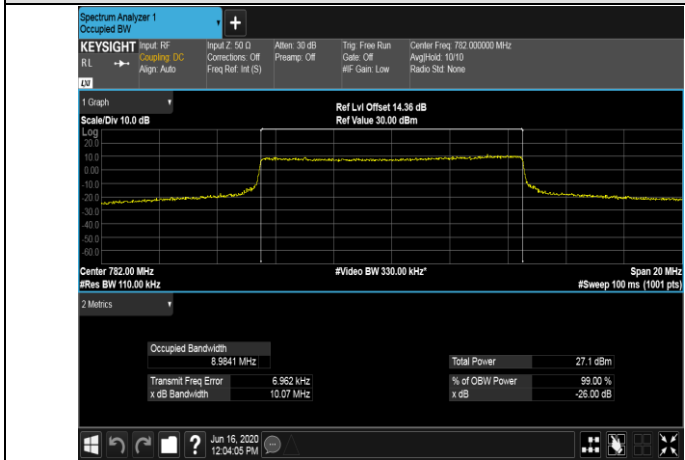 Spectrum Analyzer 1
Occupied BW
+
KEYSIGHT Input: RF Input Z: 50 Ω Atten: 30 dB Trig: Free Run Center Freq: 782.000000 MHz
RL Coupling: DC Corrections: Off Preamp: Off Gate: Off Avg|Hold: 10/10
Align: Auto Freq Ref: Int (S) #IF Gain: Low Radio Std: None
LXI
1 Graph
Ref Lvl Offset 14.36 dB
Scale/Div 10.0 dB Ref Value 30.00 dBm
Log
20.0
10.0
0.00
-10.0
-20.0
-30.0
-40.0
-50.0
-60.0
Center 782.00 MHz #Video BW 330.00 kHz* Span 20 MHz
#Res BW 110.00 kHz #Sweep 100 ms (1001 pts)
2 Metrics
Occupied Bandwidth
8.9841 MHz Total Power 27.1 dBm
Transmit Freq Error 6.962 kHz % of OBW Power 99.00 %
x dB Bandwidth 10.07 MHz x dB -26.00 dB
? Jun 16, 2020
12:04:05 PM